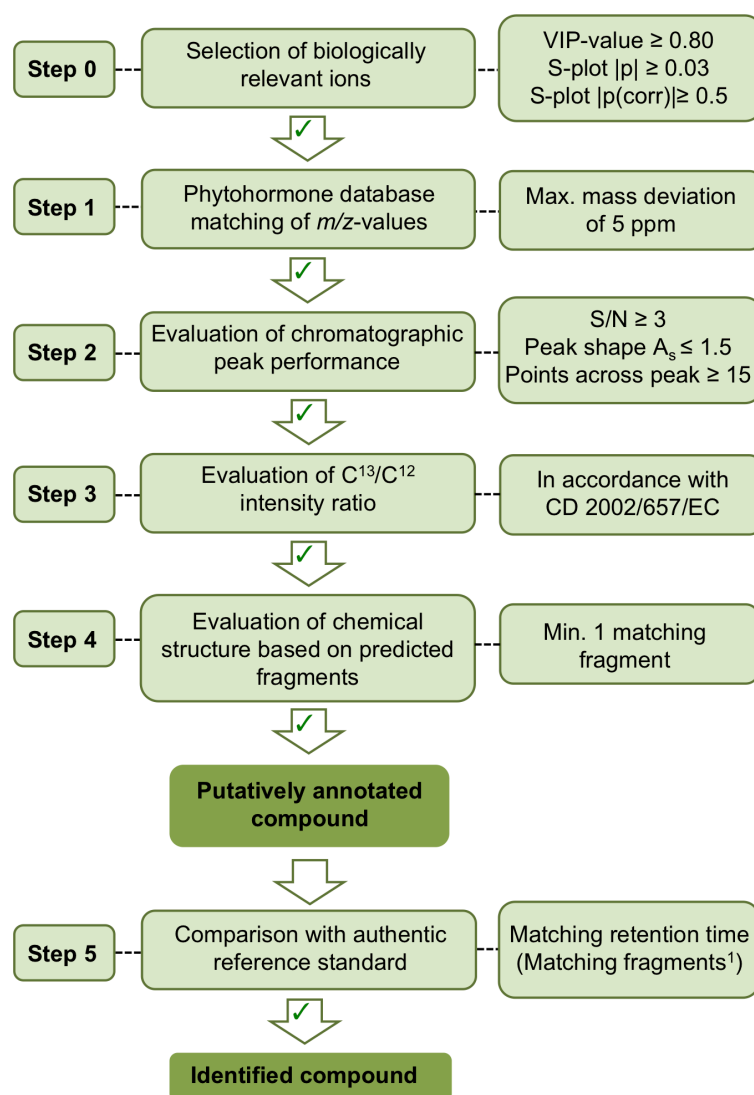 Step 0
Selection of biologically
relevant ions
VIP-value ≥ 0.80
S-plot |p| ≥ 0.03
S-plot |p(corr)|≥ 0.5
✓
Step 1
Phytohormone database
matching of m/z-values
Max. mass deviation
of 5 ppm
✓
Step 2
Evaluation of chromatographic
peak performance
S/N ≥ 3
Peak shape Aₛ ≤ 1.5
Points across peak ≥ 15
✓
Step 3
Evaluation of C¹³/C¹²
intensity ratio
In accordance with
CD 2002/657/EC
✓
Step 4
Evaluation of chemical
structure based on predicted
fragments
Min. 1 matching
fragment
✓
Putatively annotated
compound
Step 5
Comparison with authentic
reference standard
Matching retention time
(Matching fragments¹)
✓
Identified compound